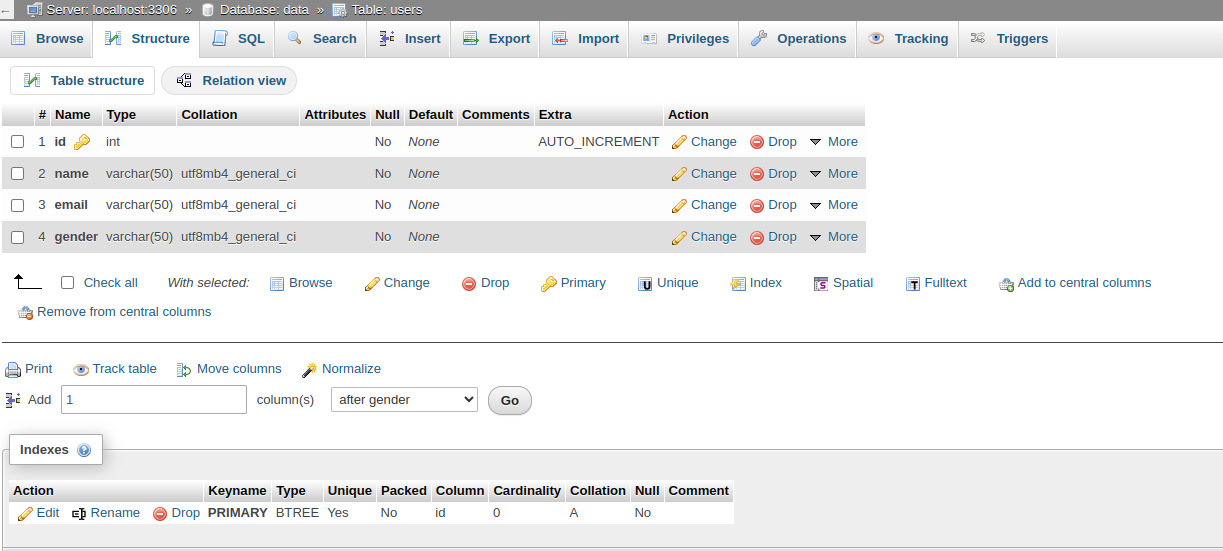 ← Server: localhost:3306 » Database: data » Table: users
Browse Structure SQL Search Insert Export Import Privileges Operations Tracking Triggers
Table structure Relation view
# Name Type Collation Attributes Null Default Comments Extra Action
1 id int No None AUTO_INCREMENT Change Drop More
2 name varchar(50) utf8mb4_general_ci No None Change Drop More
3 email varchar(50) utf8mb4_general_ci No None Change Drop More
4 gender varchar(50) utf8mb4_general_ci No None Change Drop More
Check all With selected: Browse Change Drop Primary U Unique Index S Spatial T Fulltext Add to central columns
Remove from central columns
Print Track table Move columns Normalize
Add 1 column(s) after gender Go
Indexes ?
Action Keyname Type Unique Packed Column Cardinality Collation Null Comment
Edit Rename Drop PRIMARY BTREE Yes No id 0 A No